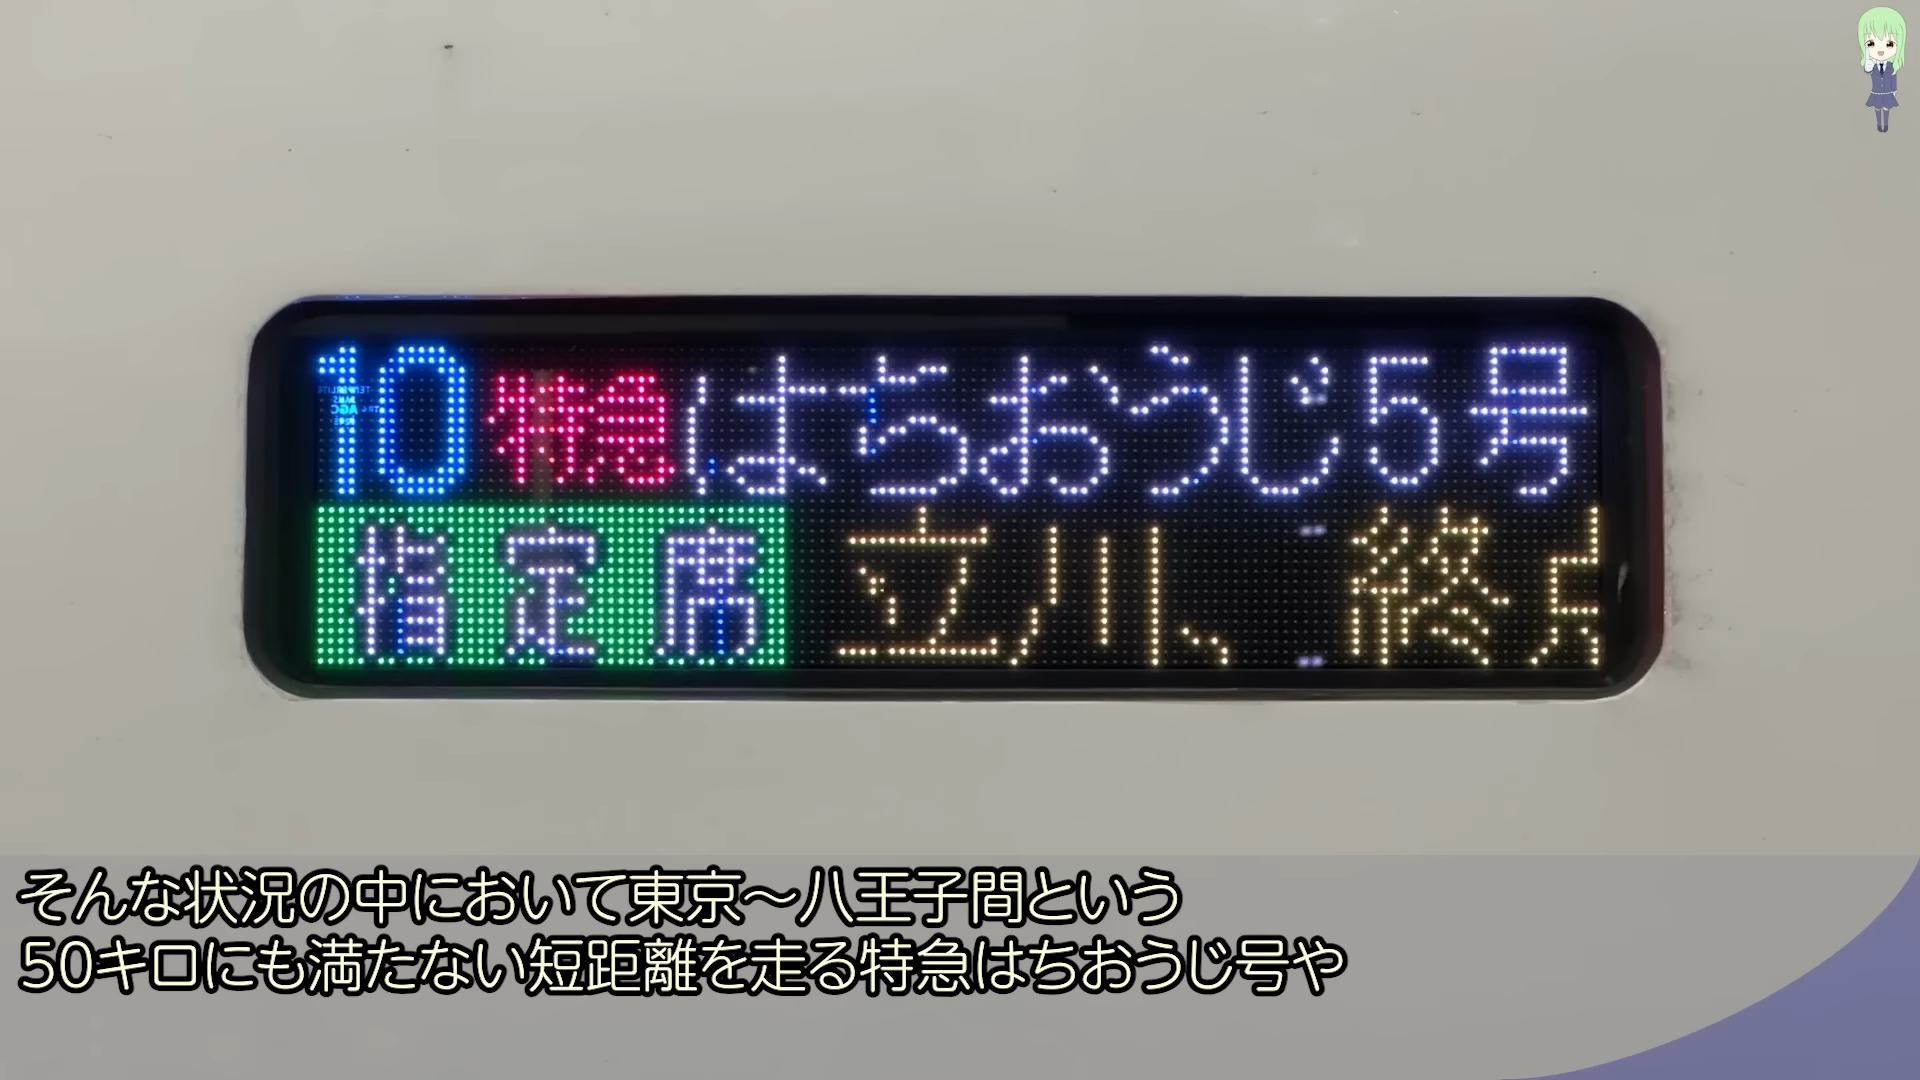 10 特急 はちおうじ5号
指定席 立川、 終
そんな状況の中において東京～八王子間という
50キロにも満たない短距離を走る特急はちおうじ号や